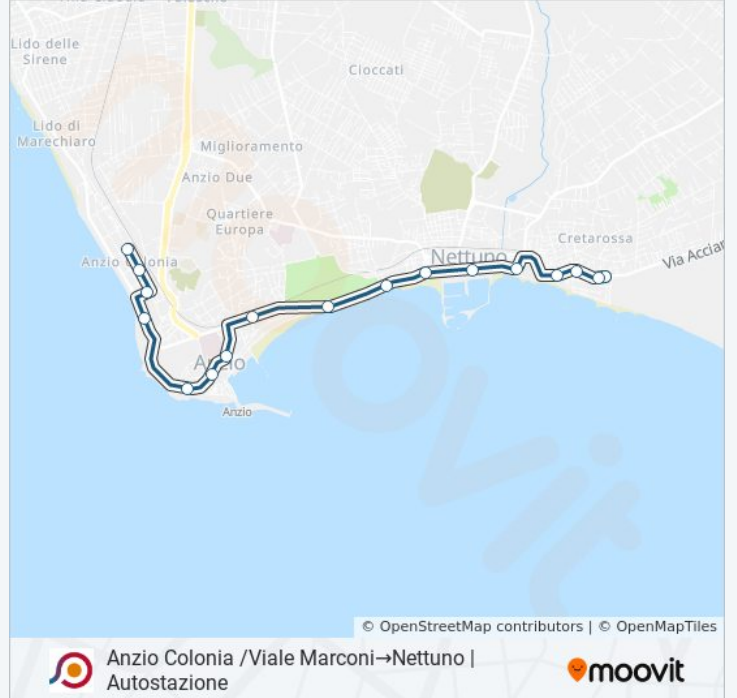 Lido delle
Sirene
Cioccati
Lido di
Marechiaro
Miglioramento
Anzio Due
Quartiere
Europa
Cretarossa
Nettuno
Via Acciar
Anzio Colonia
Anzio
Anzio
© OpenStreetMap contributors | © OpenMapTiles
Anzio Colonia /Viale Marconi→Nettuno |
Autostazione
moovit